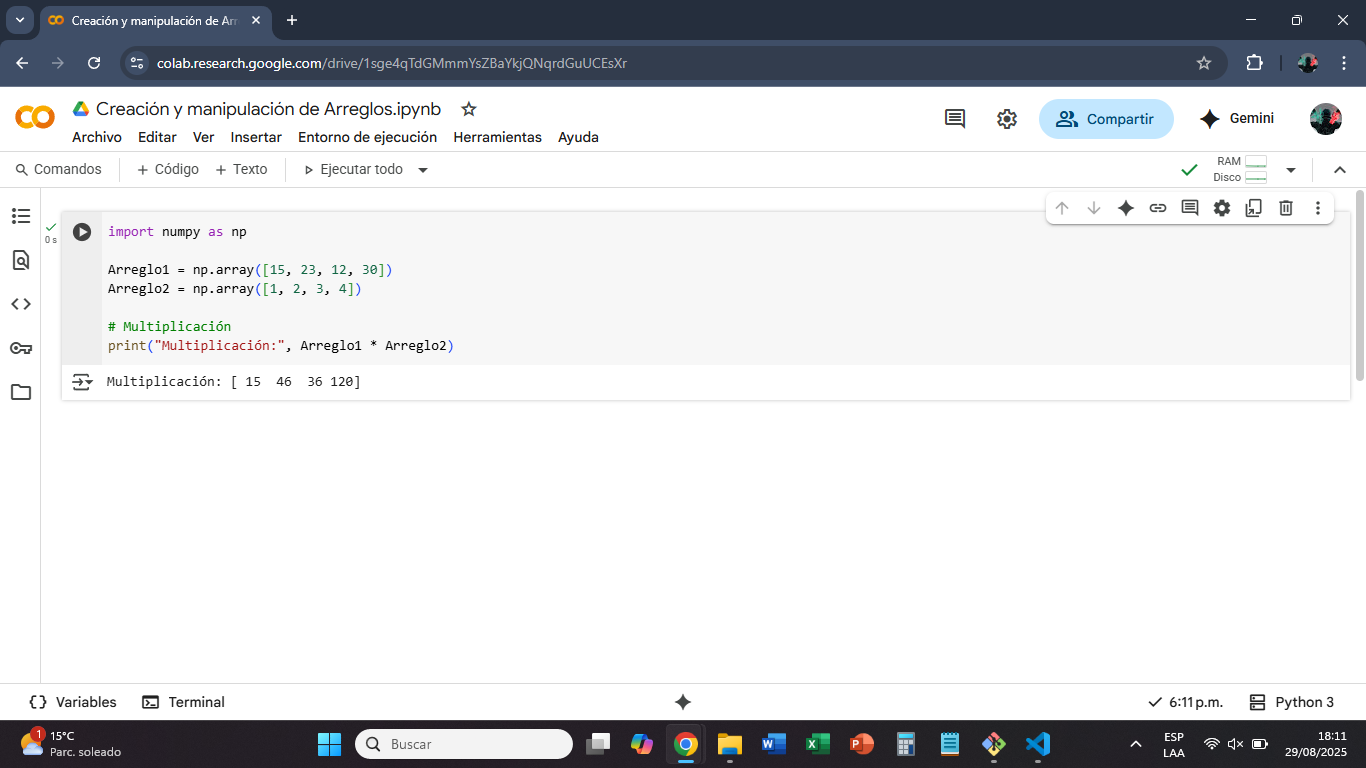 Creación y manipulación de Arr
colab.research.google.com/drive/1sge4qTdGMmmYsZBaYkjQNqrdGuUCEsXr
Creación y manipulación de Arreglos.ipynb
Compartir
Gemini
Archivo Editar Ver Insertar Entorno de ejecución Herramientas Ayuda
Comandos + Código + Texto Ejecutar todo
RAM
Disco
0 s
import numpy as np
Arreglo1 = np.array([15, 23, 12, 30])
Arreglo2 = np.array([1, 2, 3, 4])
# Multiplicación
print("Multiplicación:", Arreglo1 * Arreglo2)
Multiplicación: [ 15  46  36 120]
Variables Terminal
6:11 p.m. Python 3
1
15°C
Parc. soleado
Buscar
ESP
LAA
18:11
29/08/2025